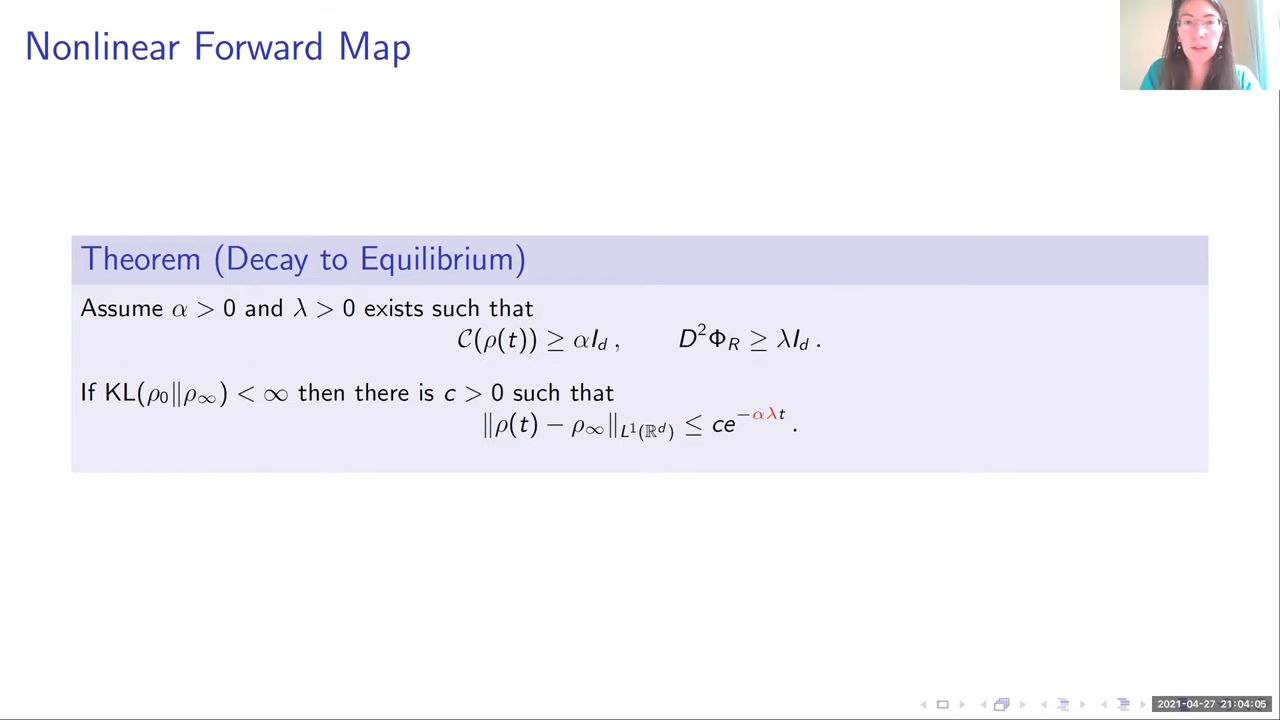 Nonlinear Forward Map
Theorem (Decay to Equilibrium)
Assume α > 0 and λ > 0 exists such that
𝒞(ρ(t)) ≥ αI_d , D²Φ_R ≥ λI_d .
If KL(ρ₀‖ρ_∞) < ∞ then there is c > 0 such that
‖ρ(t) − ρ_∞‖_{L¹(ℝ^d)} ≤ ce^{−αλt} .
2021-04-27 21:04:05